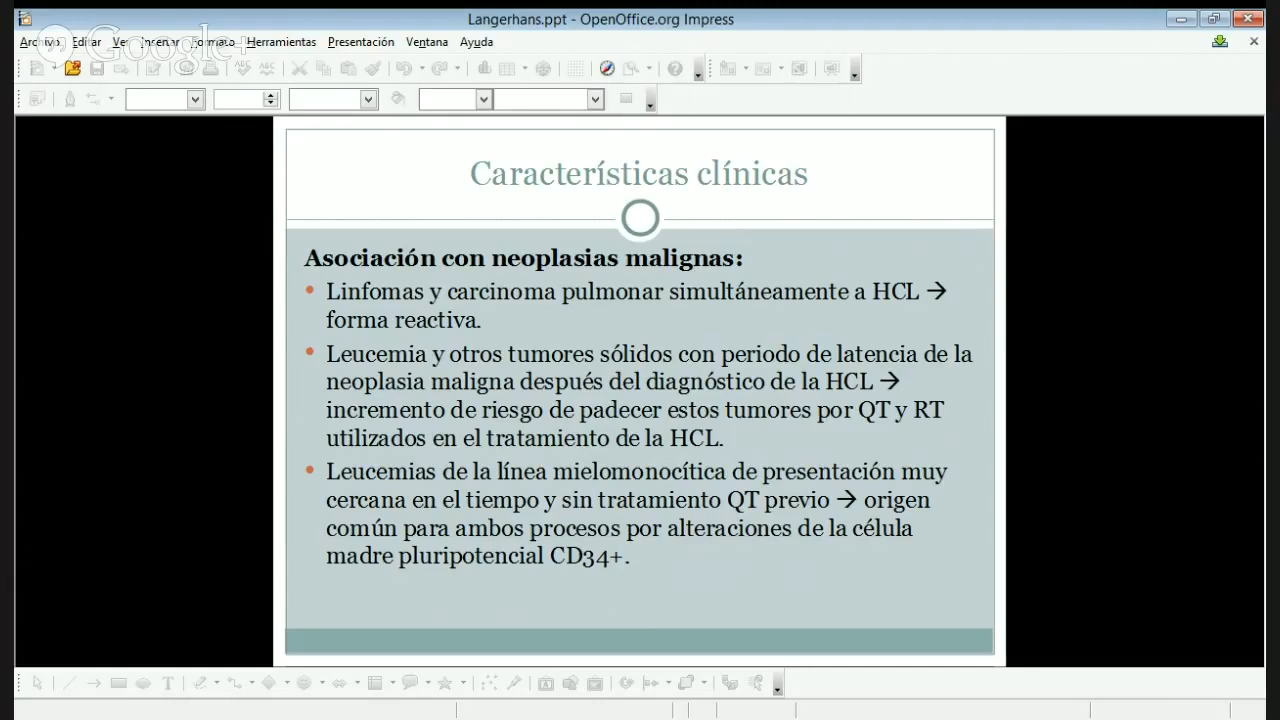 Langerhans.ppt - OpenOffice.org Impress
Archivo Editar Ver Insertar Formato Herramientas Presentación Ventana Ayuda
Google+
Características clínicas
Asociación con neoplasias malignas:
• Linfomas y carcinoma pulmonar simultáneamente a HCL →
forma reactiva.
• Leucemia y otros tumores sólidos con periodo de latencia de la
neoplasia maligna después del diagnóstico de la HCL →
incremento de riesgo de padecer estos tumores por QT y RT
utilizados en el tratamiento de la HCL.
• Leucemias de la línea mielomonocítica de presentación muy
cercana en el tiempo y sin tratamiento QT previo → origen
común para ambos procesos por alteraciones de la célula
madre pluripotencial CD34+.